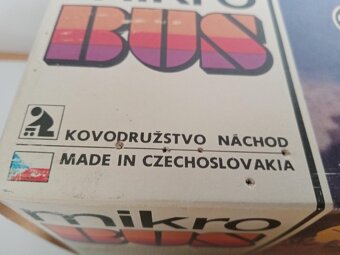 mikro
BUS
KOVODRUŽSTVO NÁCHOD
MADE IN CZECHOSLOVAKIA
mikro
BUS